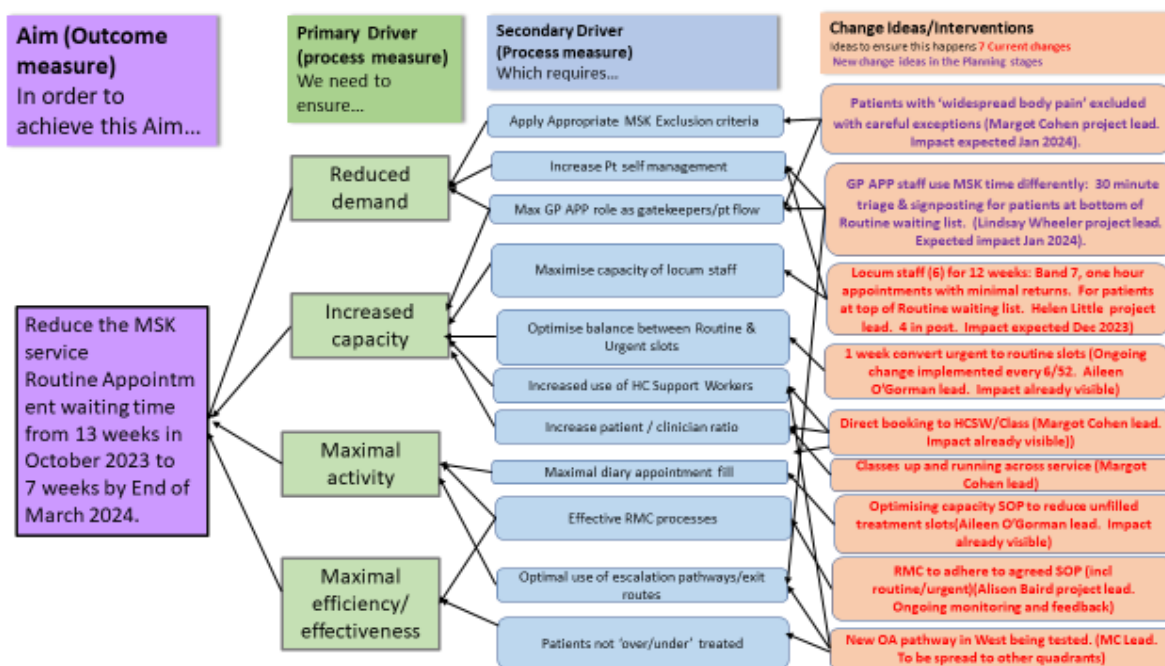 Aim (Outcome
measure)
In order to
achieve this Aim...
Primary Driver
(process measure)
We need to
ensure...
Secondary Driver
(Process measure)
Which requires...
Change Ideas/Interventions
Ideas to ensure this happens 7 Current changes
New change ideas in the Planning stages
Reduce the MSK
service
Routine Appointm
ent waiting time
from 13 weeks in
October 2023 to
7 weeks by End of
March 2024.
Reduced
demand
Increased
capacity
Maximal
activity
Maximal
efficiency/
effectiveness
Apply Appropriate MSK Exclusion criteria
Increase Pt self management
Max GP APP role as gatekeepers/pt flow
Maximise capacity of locum staff
Optimise balance between Routine &
Urgent slots
Increased use of HC Support Workers
Increase patient / clinician ratio
Maximal diary appointment fill
Effective RMC processes
Optimal use of escalation pathways/exit
routes
Patients not 'over/under' treated
Patients with 'widespread body pain' excluded
with careful exceptions (Margot Cohen project lead.
Impact expected Jan 2024).
GP APP staff use MSK time differently: 30 minute
triage & signposting for patients at bottom of
Routine waiting list. (Lindsay Wheeler project lead.
Expected impact Jan 2024).
Locum staff (6) for 12 weeks: Band 7, one hour
appointments with minimal returns. For patients
at top of Routine waiting list. Helen Little project
lead. 4 in post. Impact expected Dec 2023)
1 week convert urgent to routine slots (Ongoing
change implemented every 6/52. Aileen
O'Gorman lead. Impact already visible)
Direct booking to HCSW/Class (Margot Cohen lead.
Impact already visible))
Classes up and running across service (Margot
Cohen lead)
Optimising capacity SOP to reduce unfilled
treatment slots(Aileen O'Gorman lead. Impact
already visible)
RMC to adhere to agreed SOP (incl
routine/urgent)(Alison Baird project lead.
Ongoing monitoring and feedback)
New OA pathway in West being tested. (MC Lead.
To be spread to other quadrants)